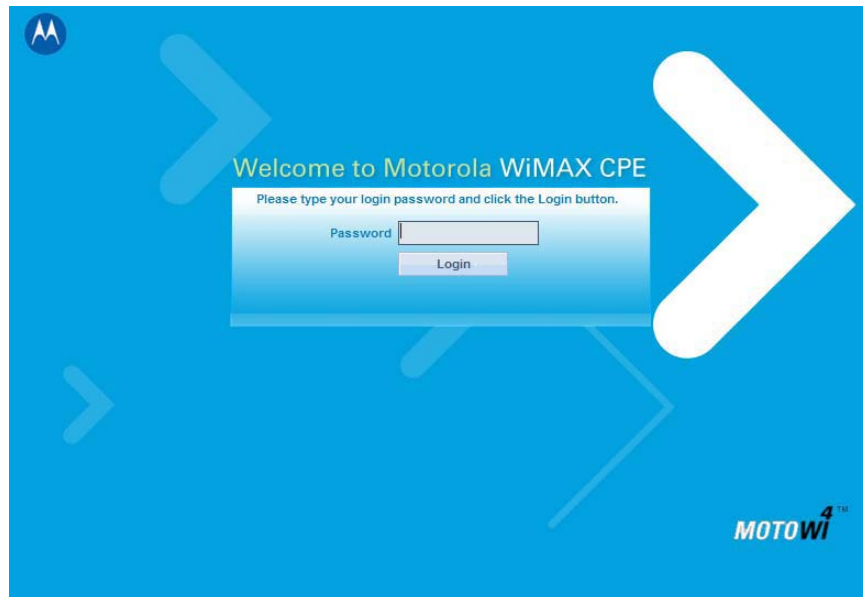 Welcome to Motorola WiMAX CPE
Please type your login password and click the Login button.
Password
Login
MOTOWi4™